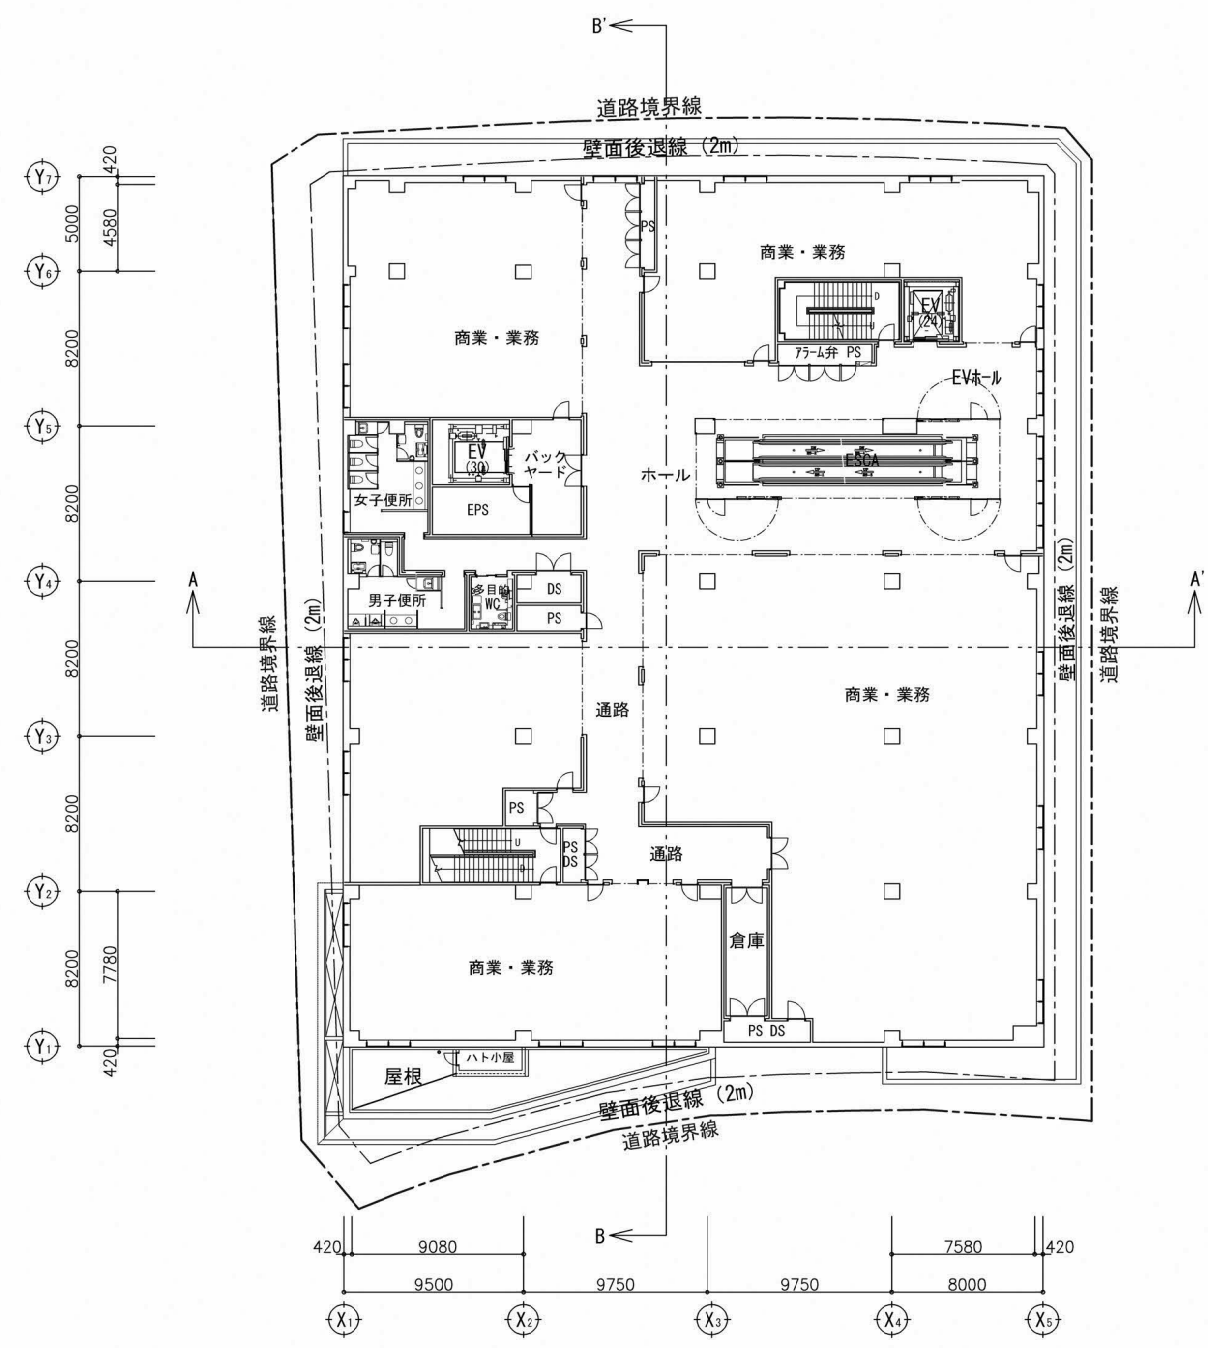 B'
道路境界線
壁面後退線（2m）
Y7
420
5000
4580
PS
Y6
商業・業務
D
EV
(24)
8200
商業・業務
アラーム弁 PS
EVホール
Y5
EV
(30)
バック
ヤード
ホール
ESCA
女子便所
8200
EPS
Y4
A
A'
多目的
WC
DS
男子便所
PS
道路境界線
壁面後退線（2m）
壁面後退線（2m）
道路境界線
8200
商業・業務
通路
Y3
PS
8200
U
D
PS
DS
通路
Y2
倉庫
8200
7780
商業・業務
PS DS
Y1
420
ハト小屋
屋根
壁面後退線（2m）
道路境界線
B
420
9080
7580
420
9500
9750
9750
8000
X1
X2
X3
X4
X5